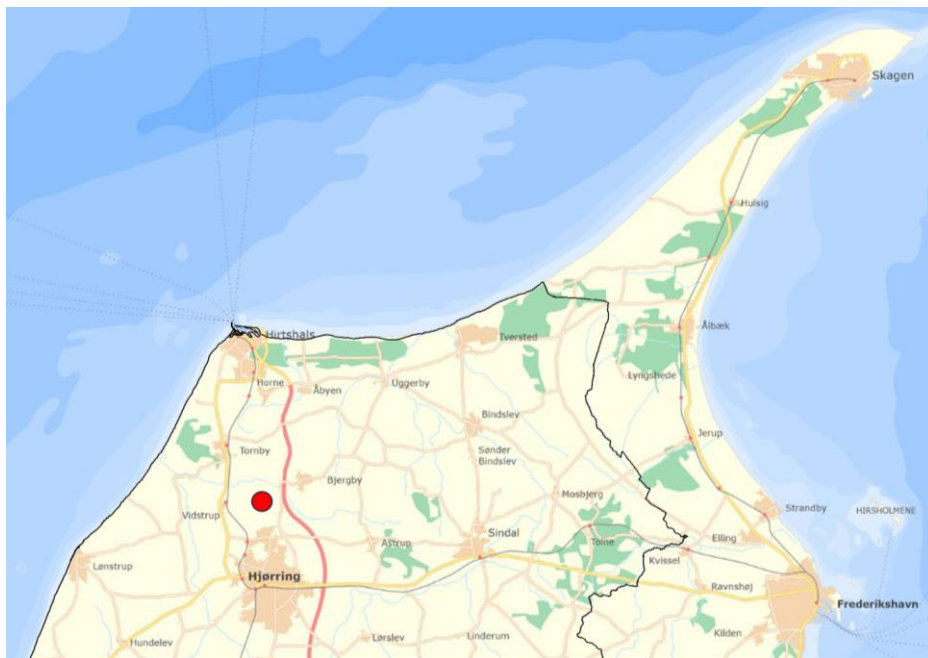 Skagen
Hulsig
Hirtshals
Tversted
Ålbæk
Lyngshede
Horne
Åbyen
Uggerby
Bindslev
Jerup
Tornby
Sønder
Bindslev
Bjergby
Mosbjerg
Vidstrup
Strandby
HIRSHOLMENE
Sindal
Astrup
Tolne
Elling
Kvissel
Lønstrup
Hjørring
Ravnshøj
Frederikshavn
Hundelev
Lørslev
Linderum
Kilden